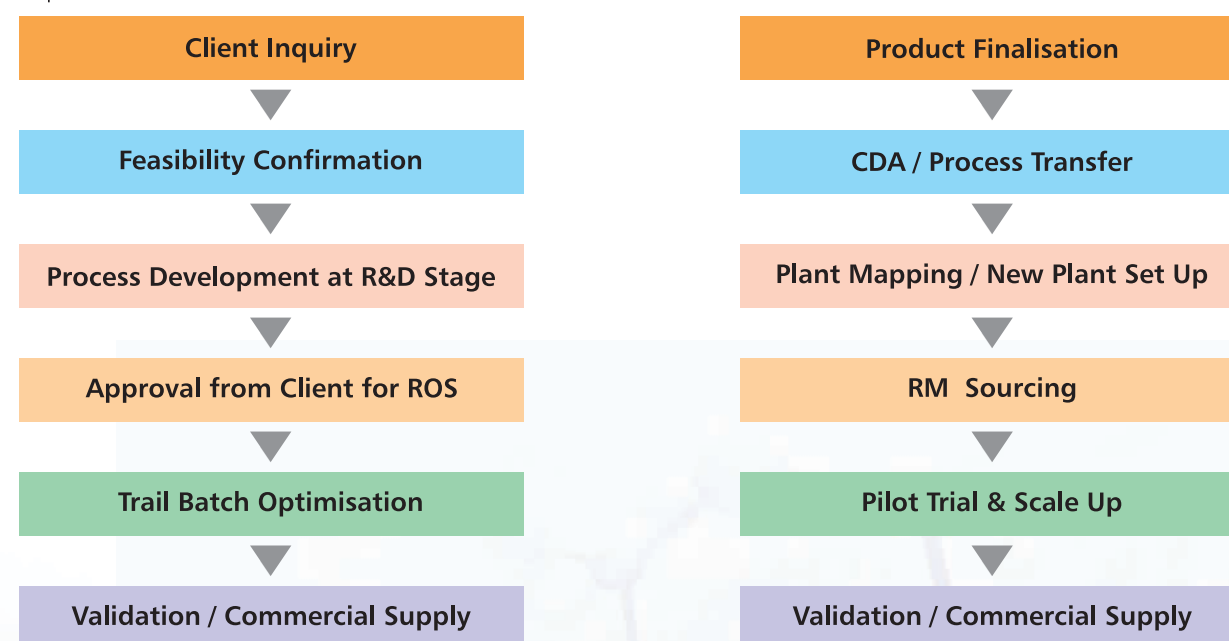 Client Inquiry
Feasibility Confirmation
Process Development at R&D Stage
Approval from Client for ROS
Trail Batch Optimisation
Validation / Commercial Supply
Product Finalisation
CDA / Process Transfer
Plant Mapping / New Plant Set Up
RM Sourcing
Pilot Trial & Scale Up
Validation / Commercial Supply